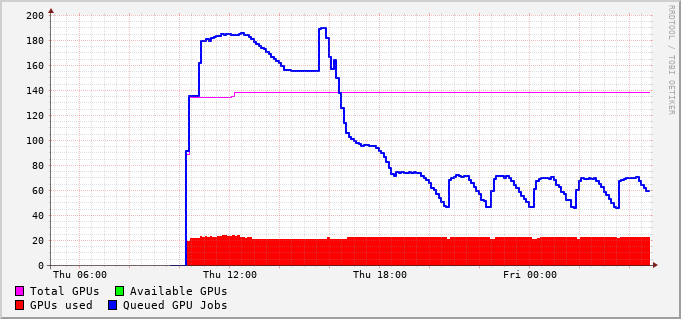 200
180
160
140
120
100
80
60
40
20
0
Thu 06:00 Thu 12:00 Thu 18:00 Fri 00:00
Total GPUs Available GPUs
GPUs used Queued GPU Jobs
RRDTOOL / TOBI OETIKER